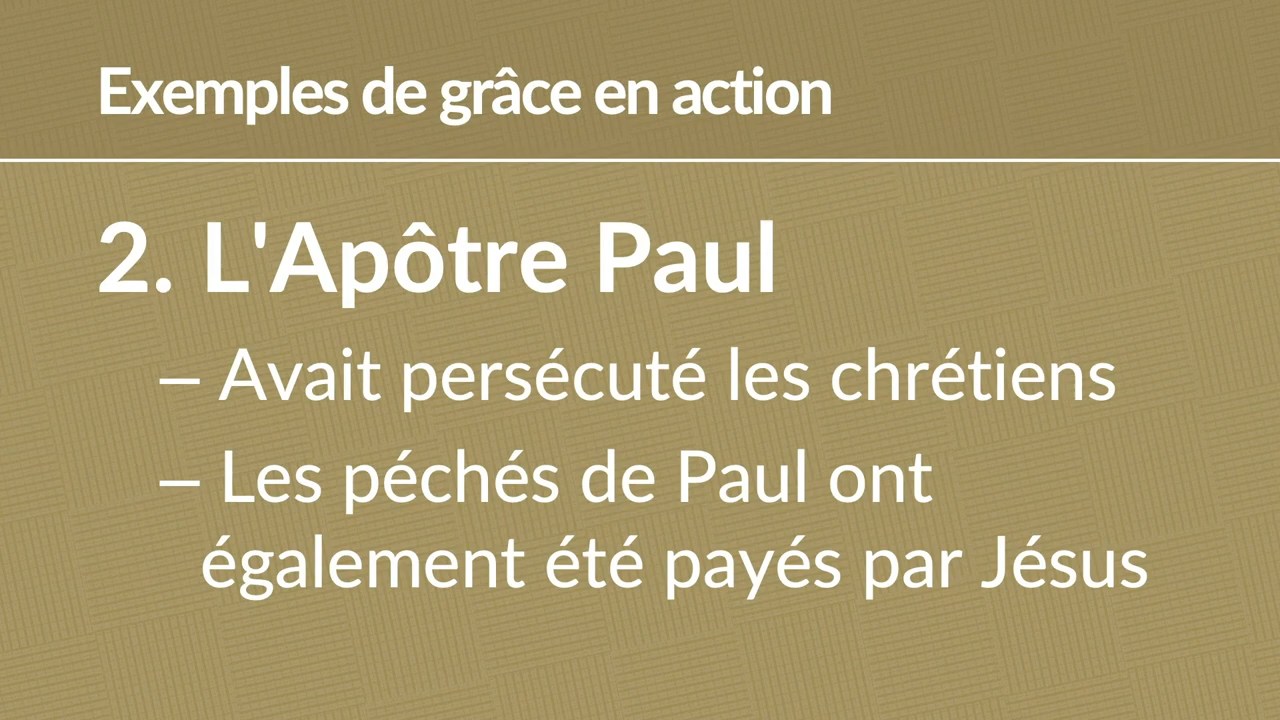 Exemples de grâce en action
2. L'Apôtre Paul
– Avait persécuté les chrétiens
– Les péchés de Paul ont
également été payés par Jésus